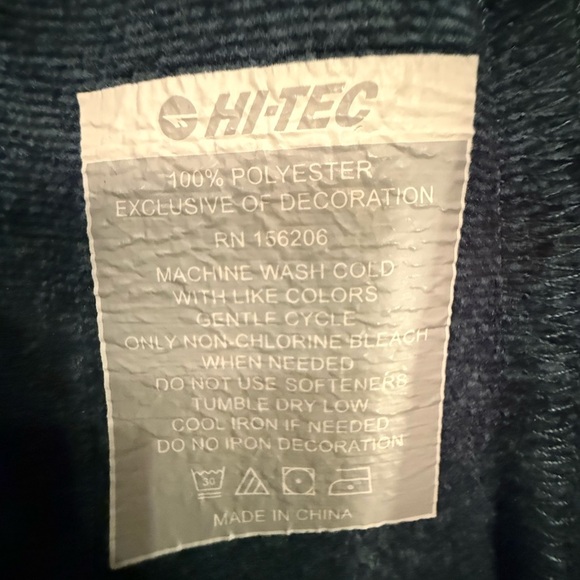 HI-TEC
100% POLYESTER
EXCLUSIVE OF DECORATION
RN 156206
MACHINE WASH COLD
WITH LIKE COLORS
GENTLE CYCLE
ONLY NON-CHLORINE BLEACH
WHEN NEEDED
DO NOT USE SOFTENERS
TUMBLE DRY LOW
COOL IRON IF NEEDED
DO NO IPON DECORATION
30
MADE IN CHINA